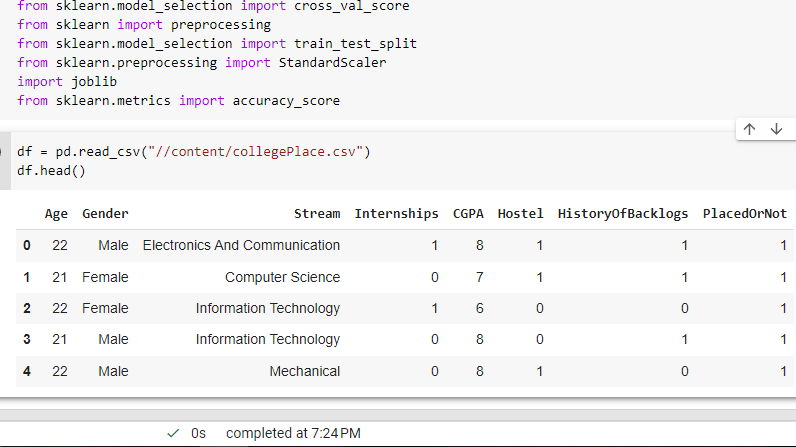 from sklearn.model_selection import cross_val_score
from sklearn import preprocessing
from sklearn.model_selection import train_test_split
from sklearn.preprocessing import StandardScaler
import joblib
from sklearn.metrics import accuracy_score
df = pd.read_csv("//content/collegePlace.csv")
df.head()
Age Gender Stream Internships CGPA Hostel HistoryOfBacklogs PlacedOrNot
0 22 Male Electronics And Communication 1 8 1 1 1
1 21 Female Computer Science 0 7 1 1 1
2 22 Female Information Technology 1 6 0 0 1
3 21 Male Information Technology 0 8 0 1 1
4 22 Male Mechanical 0 8 1 0 1
0s completed at 7:24 PM